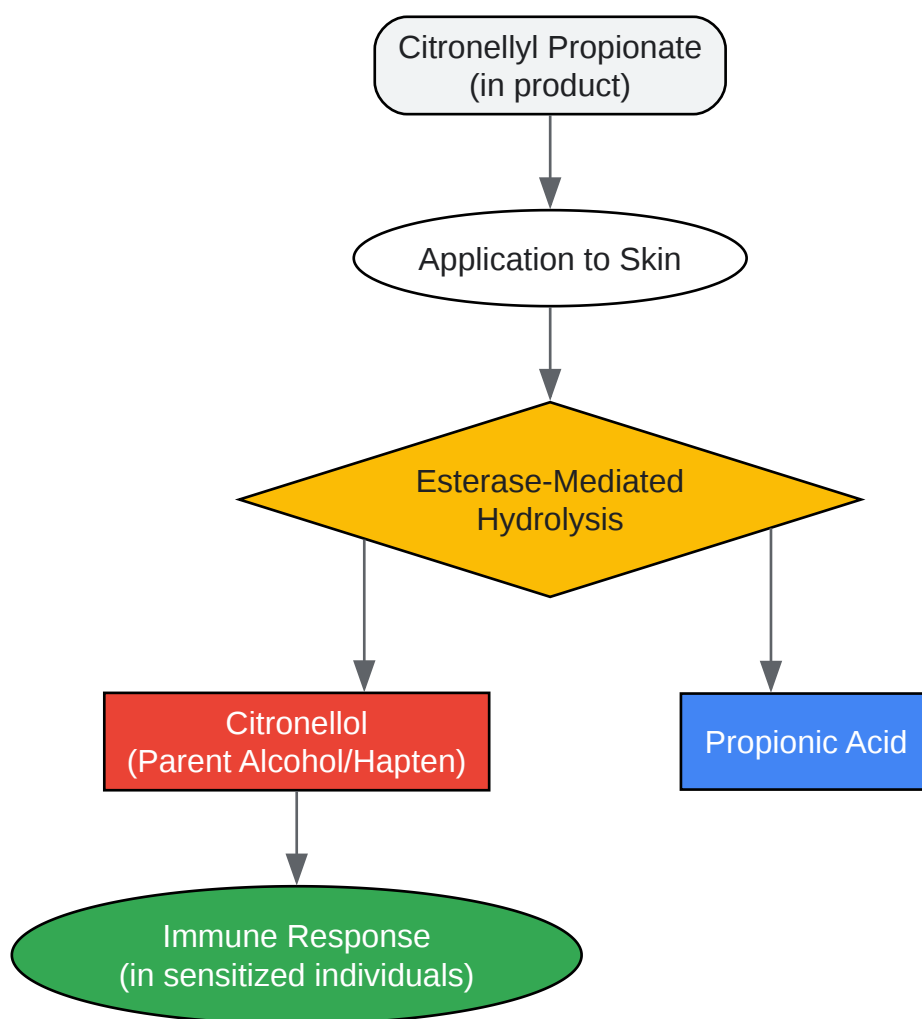 Citronellyl Propionate
(in product)
Application to Skin
Esterase-Mediated
Hydrolysis
Citronellol
(Parent Alcohol/Hapten)
Propionic Acid
Immune Response
(in sensitized individuals)